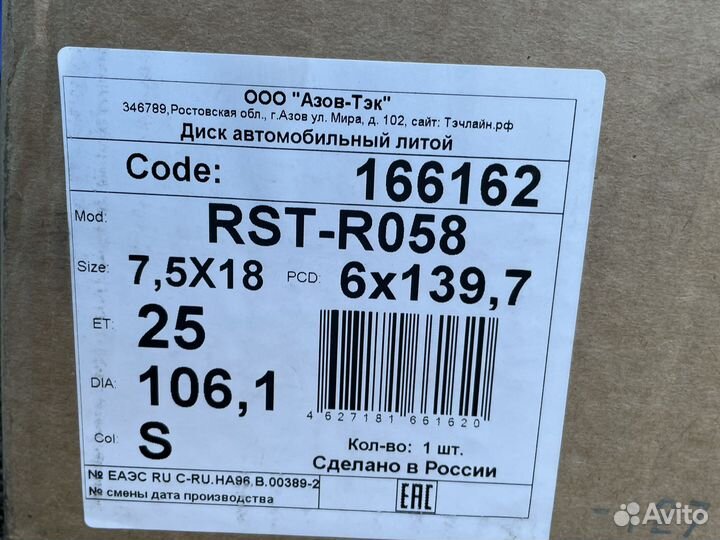 ООО "Азов-Тэк"
346789,Ростовская обл., г.Азов ул. Мира, д. 102, сайт: Тэчлайн.рф
Диск автомобильный литой
Code: 166162
Mod: RST-R058
Size: 7,5X18 PCD: 6x139,7
ET: 25
DIA: 106,1
4 627181 661620
Col: S
Кол-во: 1 шт.
Сделано в России
№ ЕАЭС RU C-RU.HA96.B.00389-2
№ смены дата производства
EAC
Avito